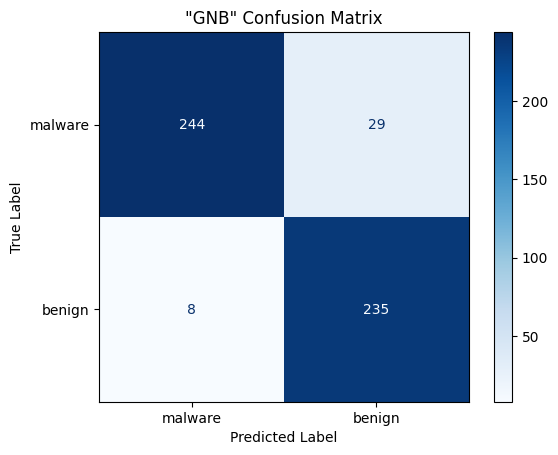 "GNB" Confusion Matrix
True Label
malware
244
29
benign
8
235
malware
benign
Predicted Label
200
150
100
50